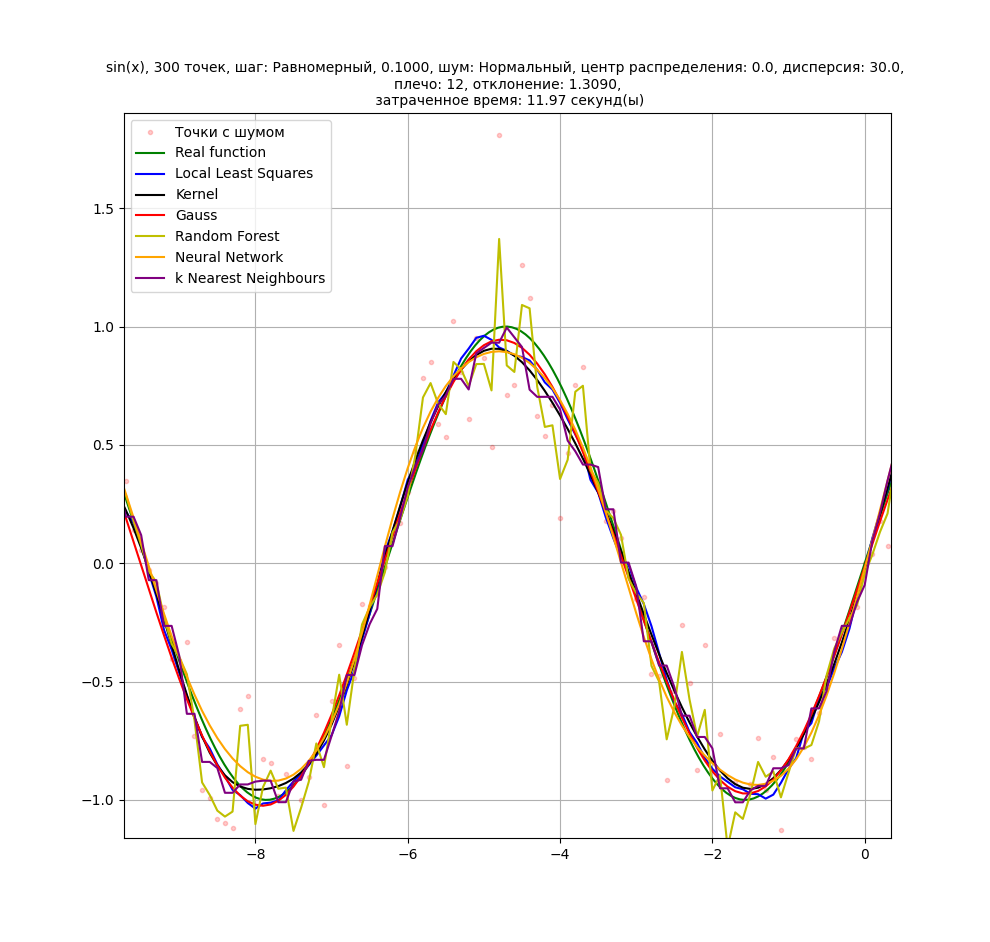 sin(x), 300 точек, шаг: Равномерный, 0.1000, шум: Нормальный, центр распределения: 0.0, дисперсия: 30.0,
плечо: 12, отклонение: 1.3090,
затраченное время: 11.97 секунд(ы)
Точки с шумом
Real function
Local Least Squares
Kernel
Gauss
Random Forest
Neural Network
k Nearest Neighbours
1.5
1.0
0.5
0.0
−0.5
−1.0
−8 −6 −4 −2 0